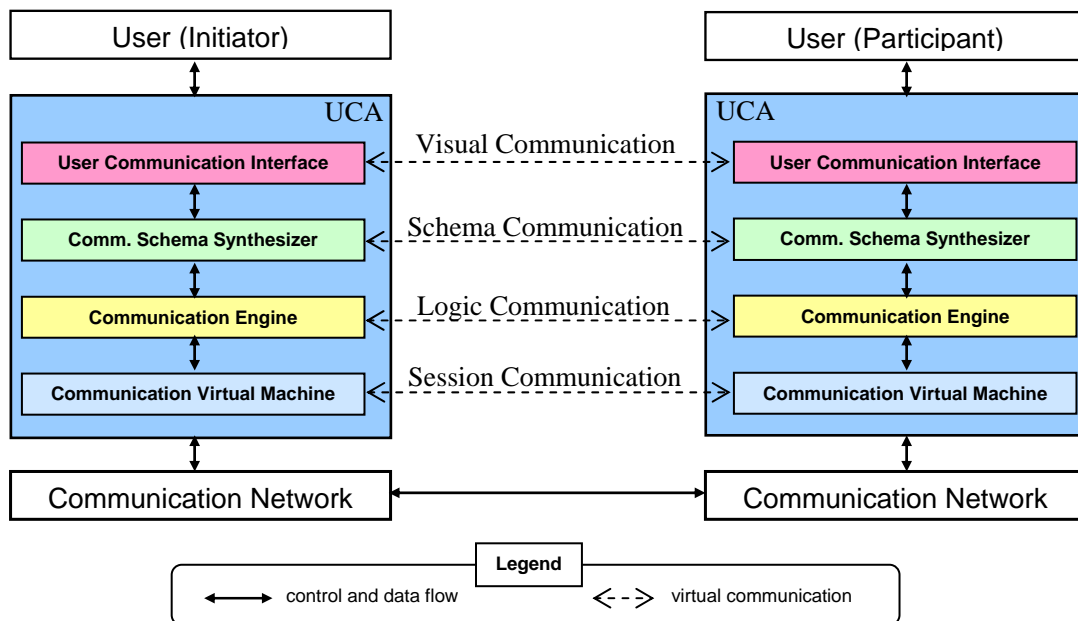 User (Initiator)
User (Participant)
UCA
UCA
Visual Communication
User Communication Interface
User Communication Interface
Schema Communication
Comm. Schema Synthesizer
Comm. Schema Synthesizer
Logic Communication
Communication Engine
Communication Engine
Session Communication
Communication Virtual Machine
Communication Virtual Machine
Communication Network
Communication Network
Legend
control and data flow
virtual communication